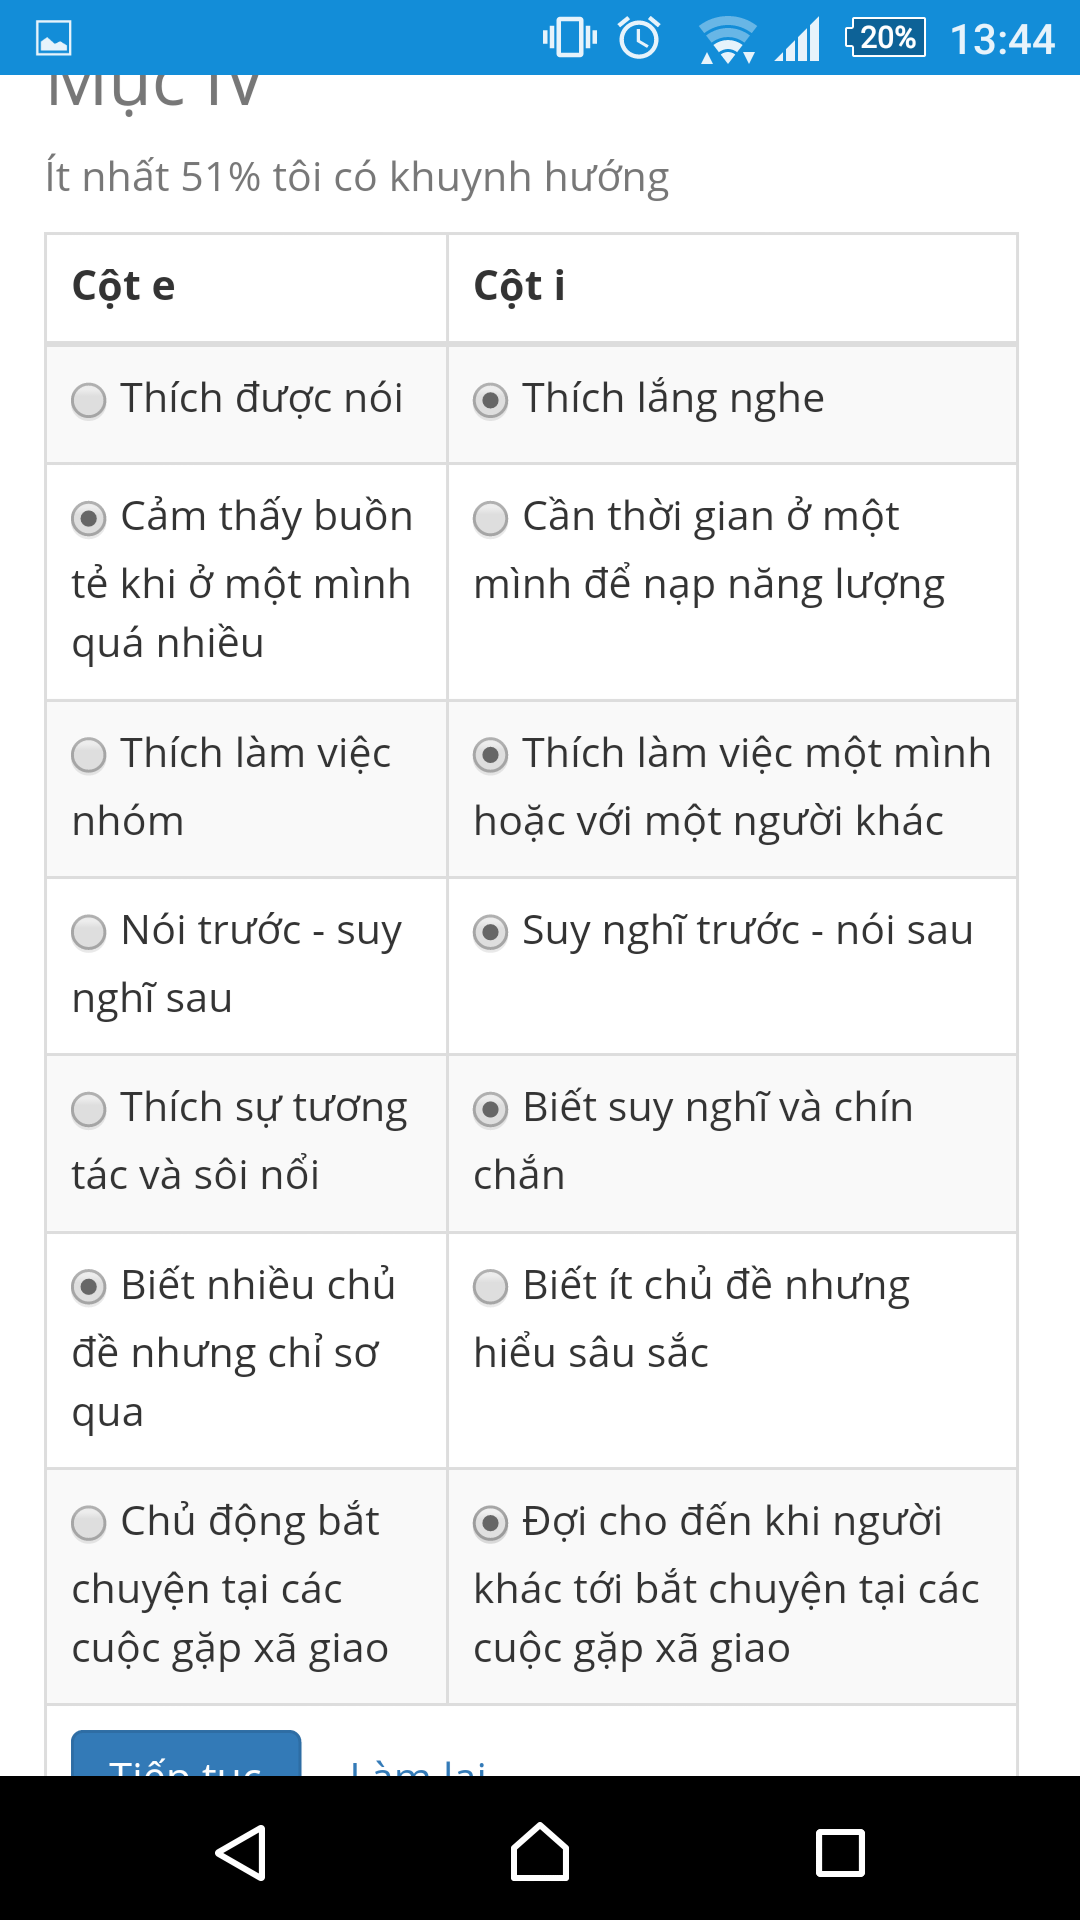 20% 13:44
Mục IV
Ít nhất 51% tôi có khuynh hướng
Cột e
Cột i
Thích được nói
Thích lắng nghe
Cảm thấy buồn
tẻ khi ở một mình
quá nhiều
Cần thời gian ở một
mình để nạp năng lượng
Thích làm việc
nhóm
Thích làm việc một mình
hoặc với một người khác
Nói trước - suy
nghĩ sau
Suy nghĩ trước - nói sau
Thích sự tương
tác và sôi nổi
Biết suy nghĩ và chín
chắn
Biết nhiều chủ
đề nhưng chỉ sơ
qua
Biết ít chủ đề nhưng
hiểu sâu sắc
Chủ động bắt
chuyện tại các
cuộc gặp xã giao
Đợi cho đến khi người
khác tới bắt chuyện tại các
cuộc gặp xã giao
Tiếp tục
Làm lại